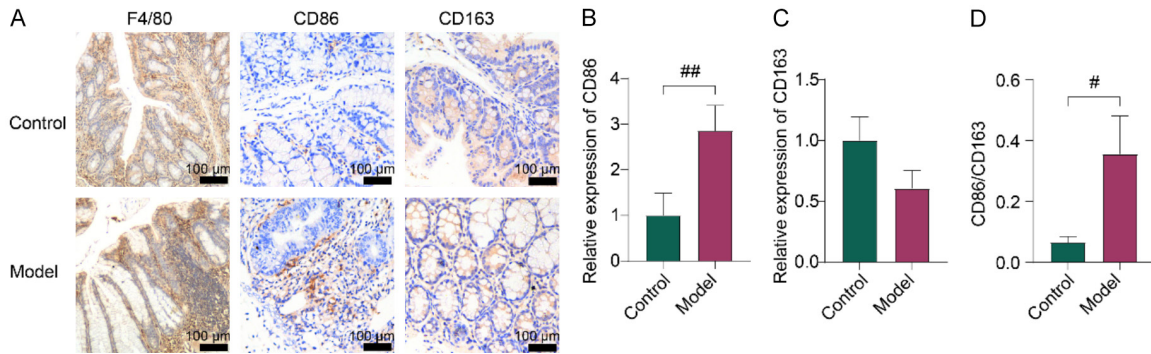 A
F4/80
CD86
CD163
Control
100 µm
100 µm
100 µm
Model
100 µm
100 µm
100 µm
B
Relative expression of CD86
4
3
2
1
0
##
Control
Model
C
Relative expression of CD163
1.5
1.0
0.5
0.0
Control
Model
D
CD86/CD163
0.6
0.4
0.2
0.0
#
Control
Model